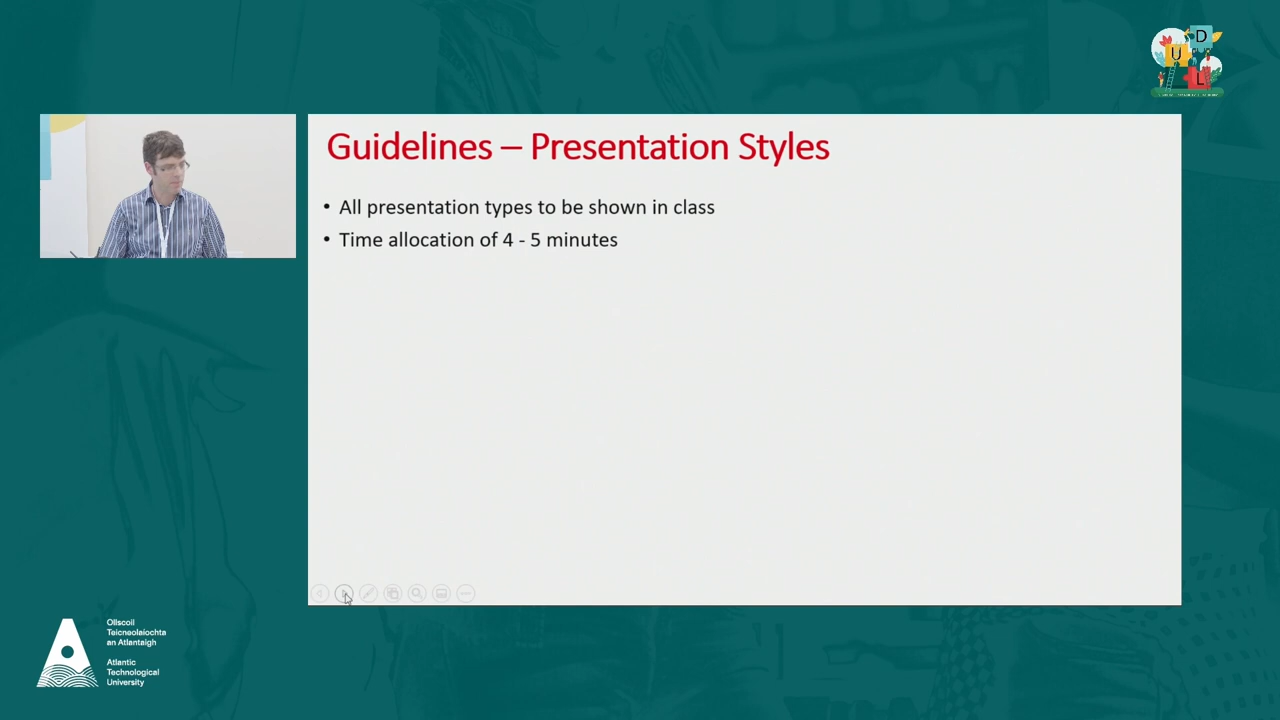 U
D
L
Guidelines – Presentation Styles
• All presentation types to be shown in class
• Time allocation of 4 - 5 minutes
Ollscoil
Teicneolaíochta
an Atlantaigh
Atlantic
Technological
University